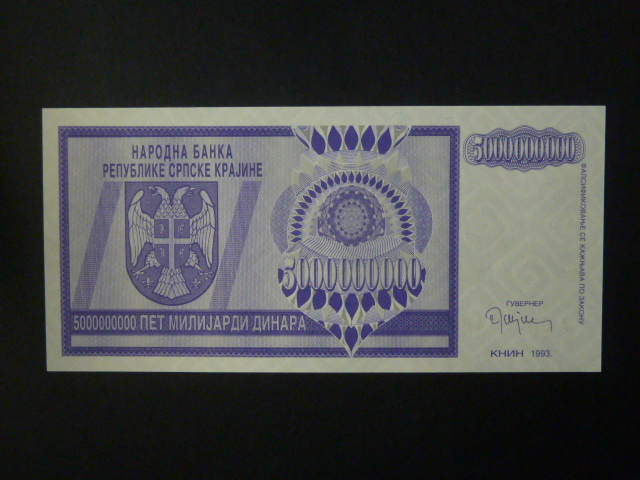 НАРОДНА БАНКА
РЕПУБЛИКЕ СРПСКЕ КРАЈИНЕ
5000000000
5000000000
5000000000 ПЕТ МИЛИЈАРДИ ДИНАРА
ФАЛСИФИКОВАЊЕ СЕ КАЖЊАВА ПО ЗАКОНУ
ГУВЕРНЕР
КНИН 1993.